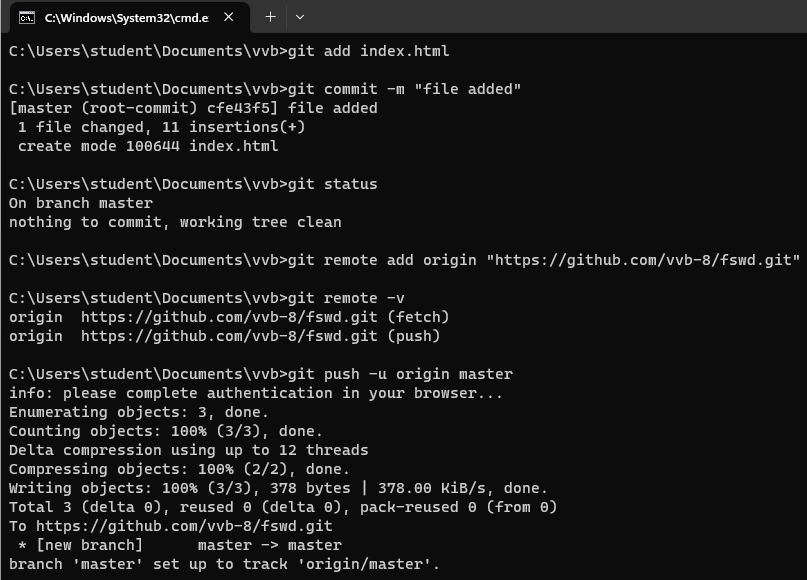 C:\Windows\System32\cmd.e
C:\Users\student\Documents\vvb>git add index.html
C:\Users\student\Documents\vvb>git commit -m "file added"
[master (root-commit) cfe43f5] file added
 1 file changed, 11 insertions(+)
 create mode 100644 index.html
C:\Users\student\Documents\vvb>git status
On branch master
nothing to commit, working tree clean
C:\Users\student\Documents\vvb>git remote add origin "https://github.com/vvb-8/fswd.git"
C:\Users\student\Documents\vvb>git remote -v
origin  https://github.com/vvb-8/fswd.git (fetch)
origin  https://github.com/vvb-8/fswd.git (push)
C:\Users\student\Documents\vvb>git push -u origin master
info: please complete authentication in your browser...
Enumerating objects: 3, done.
Counting objects: 100% (3/3), done.
Delta compression using up to 12 threads
Compressing objects: 100% (2/2), done.
Writing objects: 100% (3/3), 378 bytes | 378.00 KiB/s, done.
Total 3 (delta 0), reused 0 (delta 0), pack-reused 0 (from 0)
To https://github.com/vvb-8/fswd.git
 * [new branch]      master -> master
branch 'master' set up to track 'origin/master'.